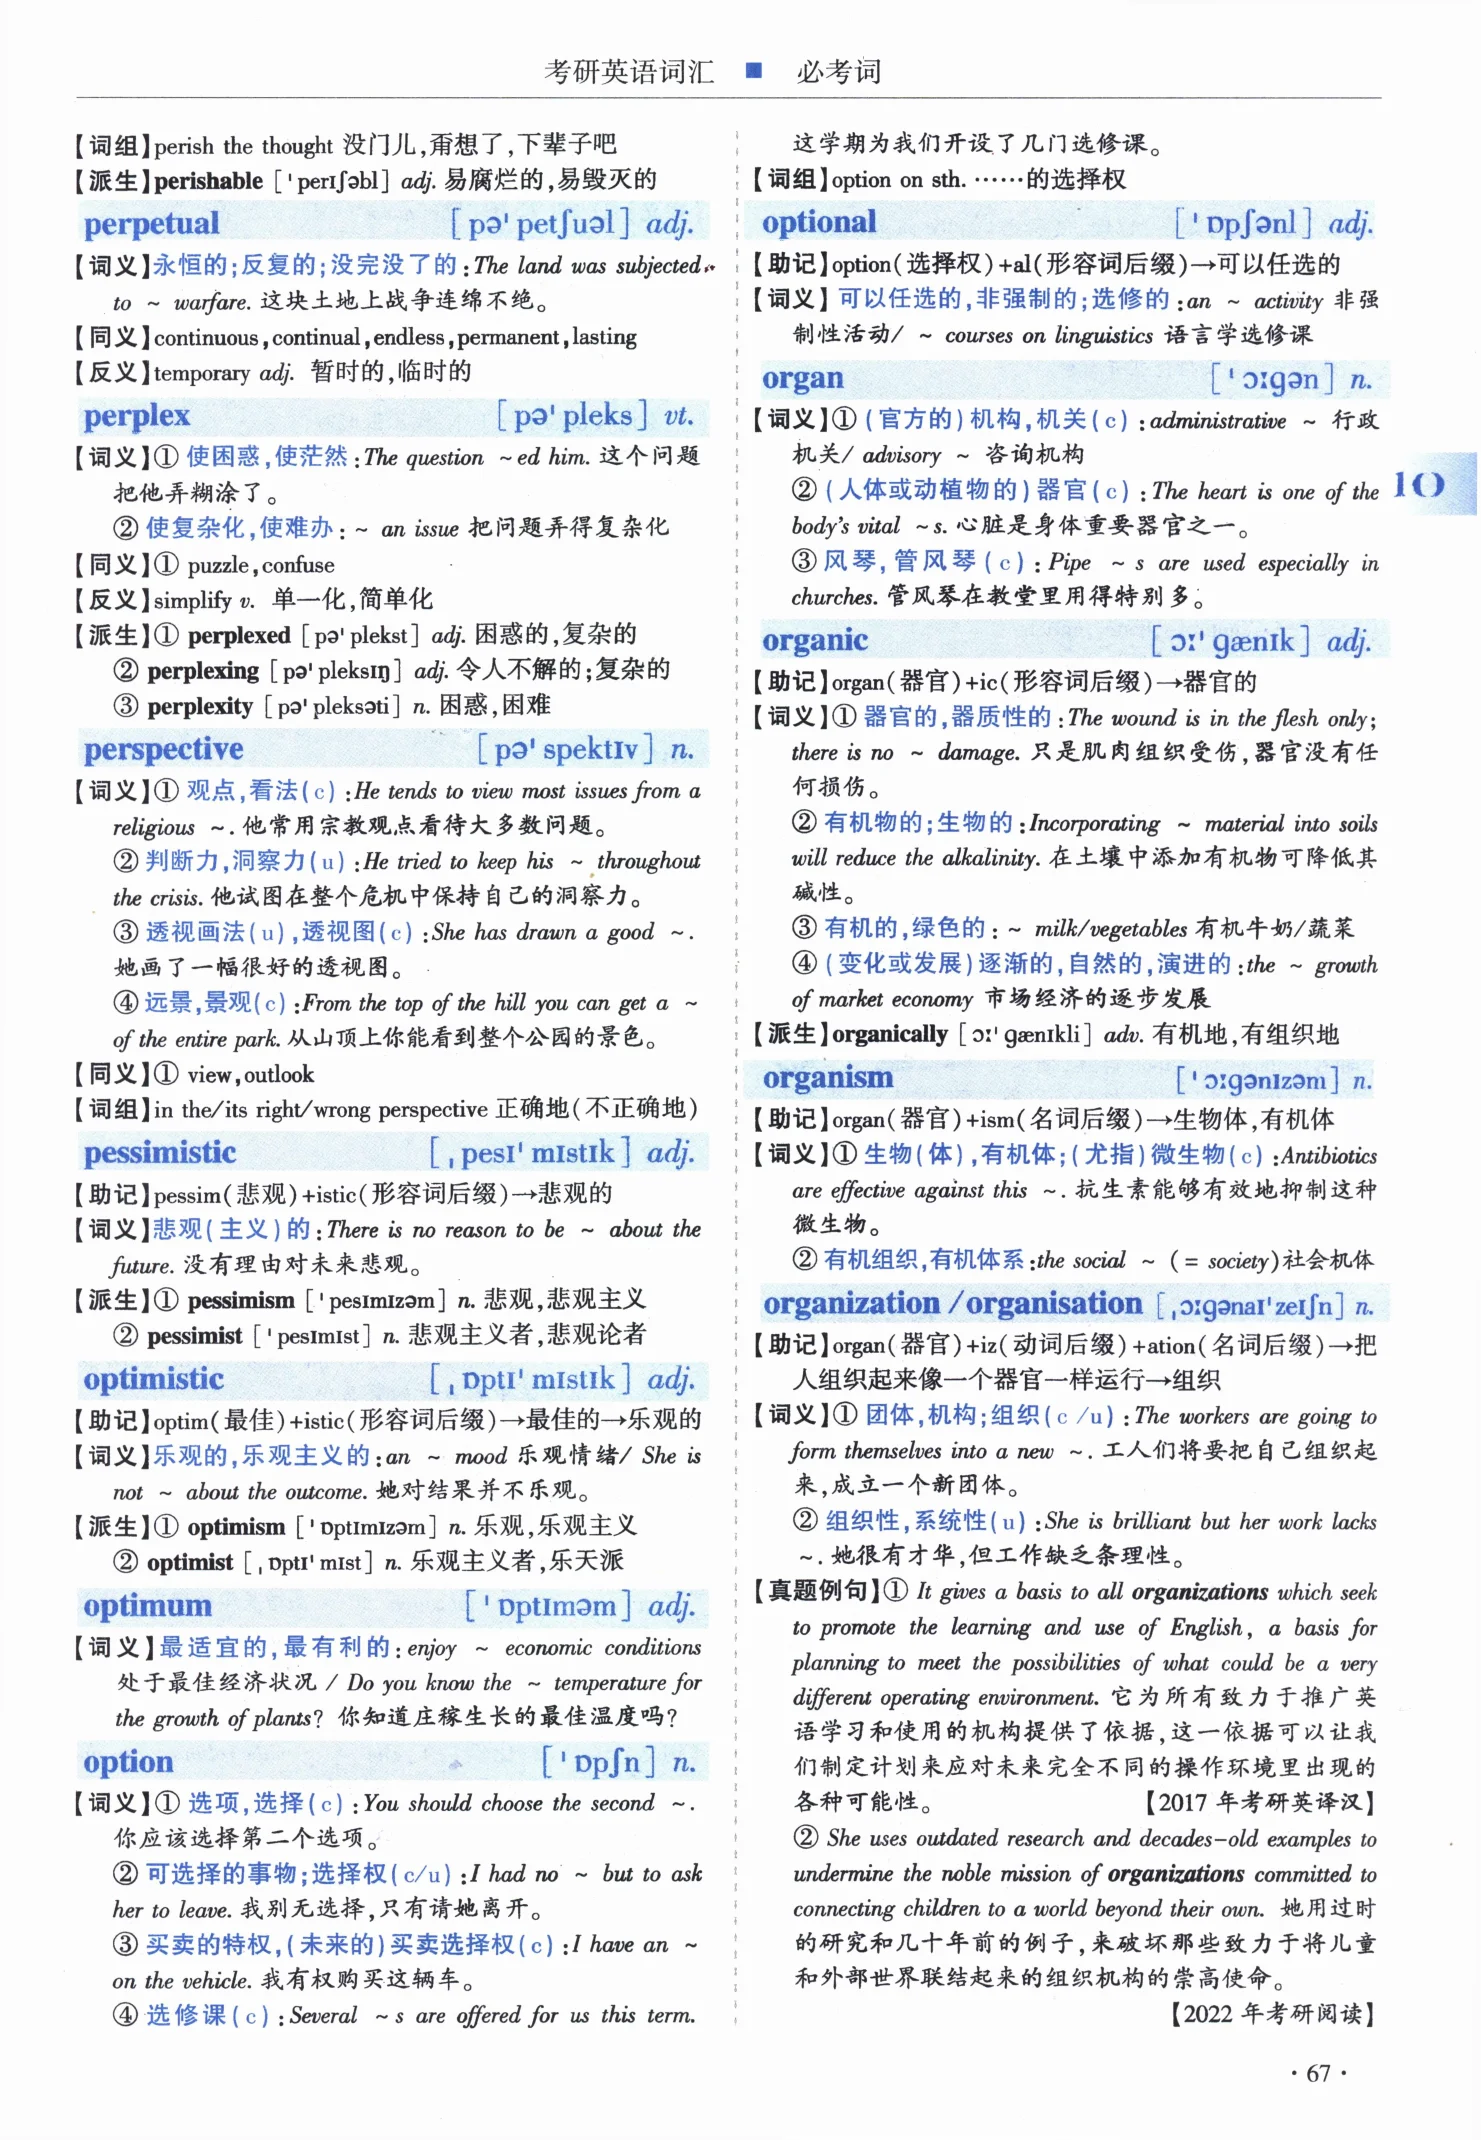 考研英语词汇 ■ 必考词
【词组】perish the thought 没门儿,甭想了,下辈子吧
【派生】perishable [ˈperɪʃəbl] adj. 易腐烂的,易毁灭的
perpetual [pəˈpetʃuəl] adj.
【词义】永恒的;反复的;没完没了的:The land was subjected
to ~ warfare. 这块土地上战争连绵不绝。
【同义】continuous,continual,endless,permanent,lasting
【反义】temporary adj. 暂时的,临时的
perplex [pəˈpleks] vt.
【词义】① 使困惑,使茫然:The question ~ed him. 这个问题
把他弄糊涂了。
② 使复杂化,使难办: ~ an issue 把问题弄得复杂化
【同义】① puzzle,confuse
【反义】simplify v. 单一化,简单化
【派生】① perplexed [pəˈplekst] adj. 困惑的,复杂的
② perplexing [pəˈpleksɪŋ] adj. 令人不解的;复杂的
③ perplexity [pəˈpleksəti] n. 困惑,困难
perspective [pəˈspektɪv] n.
【词义】① 观点,看法(c) :He tends to view most issues from a
religious ~. 他常用宗教观点看待大多数问题。
② 判断力,洞察力(u) :He tried to keep his ~ throughout
the crisis. 他试图在整个危机中保持自己的洞察力。
③ 透视画法(u) ,透视图(c) :She has drawn a good ~.
她画了一幅很好的透视图。
④ 远景,景观(c) :From the top of the hill you can get a ~
of the entire park. 从山顶上你能看到整个公园的景色。
【同义】① view,outlook
【词组】in the/its right/wrong perspective 正确地(不正确地)
pessimistic [ˌpesɪˈmɪstɪk] adj.
【助记】pessim(悲观)+istic(形容词后缀)→悲观的
【词义】悲观(主义)的:There is no reason to be ~ about the
future. 没有理由对未来悲观。
【派生】① pessimism [ˈpesɪmɪzəm] n. 悲观,悲观主义
② pessimist [ˈpesɪmɪst] n. 悲观主义者,悲观论者
optimistic [ˌɒptɪˈmɪstɪk] adj.
【助记】optim(最佳)+istic(形容词后缀)→最佳的→乐观的
【词义】乐观的,乐观主义的:an ~ mood 乐观情绪/ She is
not ~ about the outcome. 她对结果并不乐观。
【派生】① optimism [ˈɒptɪmɪzəm] n. 乐观,乐观主义
② optimist [ˌɒptɪˈmɪst] n. 乐观主义者,乐天派
optimum [ˈɒptɪməm] adj.
【词义】最适宜的,最有利的:enjoy ~ economic conditions
处于最佳经济状况 / Do you know the ~ temperature for
the growth of plants? 你知道庄稼生长的最佳温度吗?
option [ˈɒpʃn] n.
【词义】① 选项,选择(c) :You should choose the second ~.
你应该选择第二个选项。
② 可选择的事物;选择权(c/u) :I had no ~ but to ask
her to leave. 我别无选择,只有请她离开。
③ 买卖的特权,(未来的)买卖选择权(c) :I have an ~
on the vehicle. 我有权购买这辆车。
④ 选修课(c) :Several ~s are offered for us this term.
这学期为我们开设了几门选修课。
【词组】option on sth. ……的选择权
optional [ˈɒpʃənl] adj.
【助记】option(选择权)+al(形容词后缀)→可以任选的
【词义】可以任选的,非强制的;选修的:an ~ activity 非强
制性活动/ ~ courses on linguistics 语言学选修课
organ [ˈɔːɡən] n.
【词义】① (官方的)机构,机关(c) :administrative ~ 行政
机关/ advisory ~ 咨询机构
② (人体或动植物的)器官(c) :The heart is one of the
body's vital ~s. 心脏是身体重要器官之一。
③ 风琴,管风琴(c) :Pipe ~s are used especially in
churches. 管风琴在教堂里用得特别多。
organic [ɔːˈɡænɪk] adj.
【助记】organ(器官)+ic(形容词后缀)→器官的
【词义】① 器官的,器质性的:The wound is in the flesh only;
there is no ~ damage. 只是肌肉组织受伤,器官没有任
何损伤。
② 有机物的;生物的:Incorporating ~ material into soils
will reduce the alkalinity. 在土壤中添加有机物可降低其
碱性。
③ 有机的,绿色的: ~ milk/vegetables 有机牛奶/蔬菜
④ (变化或发展)逐渐的,自然的,演进的:the ~ growth
of market economy 市场经济的逐步发展
【派生】organically [ɔːˈɡænɪkli] adv. 有机地,有组织地
organism [ˈɔːɡənɪzəm] n.
【助记】organ(器官)+ism(名词后缀)→生物体,有机体
【词义】① 生物(体),有机体;(尤指)微生物(c) :Antibiotics
are effective against this ~. 抗生素能够有效地抑制这种
微生物。
② 有机组织,有机体系:the social ~ (= society)社会机体
organization /organisation [ˌɔːɡənaɪˈzeɪʃn] n.
【助记】organ(器官)+iz(动词后缀)+ation(名词后缀)→把
人组织起来像一个器官一样运行→组织
【词义】① 团体,机构;组织(c /u) :The workers are going to
form themselves into a new ~. 工人们将要把自己组织起
来,成立一个新团体。
② 组织性,系统性(u) :She is brilliant but her work lacks
~. 她很有才华,但工作缺乏条理性。
【真题例句】① It gives a basis to all organizations which seek
to promote the learning and use of English, a basis for
planning to meet the possibilities of what could be a very
different operating environment. 它为所有致力于推广英
语学习和使用的机构提供了依据,这一依据可以让我
们制定计划来应对未来完全不同的操作环境里出现的
各种可能性。 【2017 年考研英译汉】
② She uses outdated research and decades-old examples to
undermine the noble mission of organizations committed to
connecting children to a world beyond their own. 她用过时
的研究和几十年前的例子,来破坏那些致力于将儿童
和外部世界联结起来的组织机构的崇高使命。
【2022 年考研阅读】
10
· 67 ·